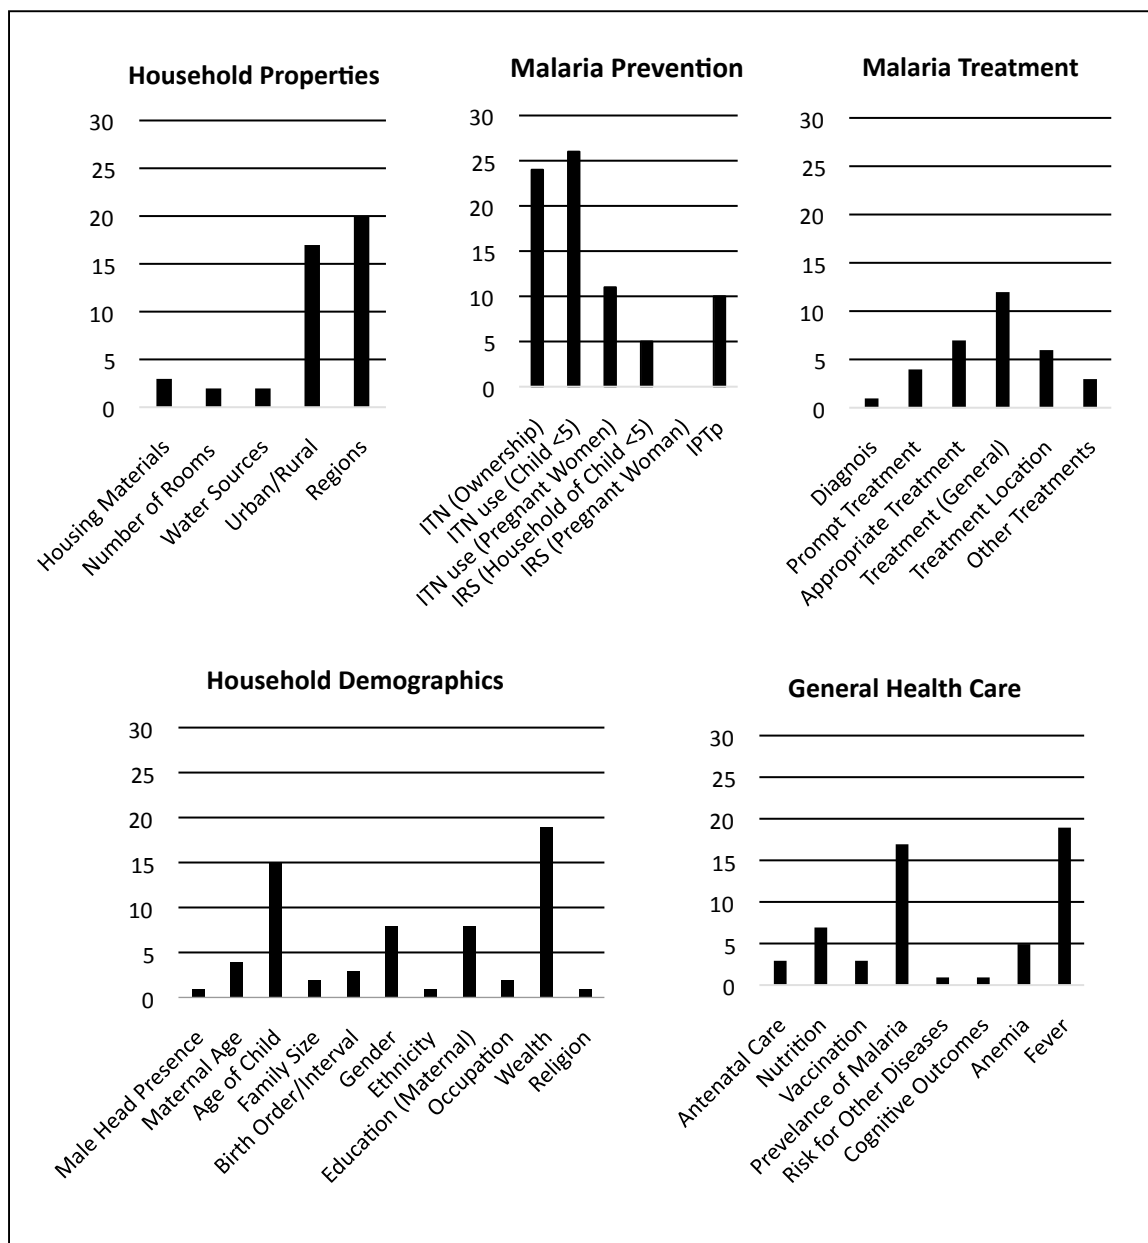 Household Properties
30
25
20
15
10
5
0
Housing Materials
Number of Rooms
Water Sources
Urban/Rural
Regions
Malaria Prevention
30
25
20
15
10
5
0
ITN (Ownership)
ITN use (Child <5)
ITN use (Pregnant Women)
IRS (Household of Child <5)
IRS (Pregnant Woman)
IPTp
Malaria Treatment
30
25
20
15
10
5
0
Diagnois
Prompt Treatment
Appropriate Treatment
Treatment (General)
Treatment Location
Other Treatments
Household Demographics
30
25
20
15
10
5
0
Male Head Presence
Maternal Age
Age of Child
Family Size
Birth Order/Interval
Gender
Ethnicity
Education (Maternal)
Occupation
Wealth
Religion
General Health Care
30
25
20
15
10
5
0
Antenatal Care
Nutrition
Vaccination
Prevelance of Malaria
Risk for Other Diseases
Cognitive Outcomes
Anemia
Fever